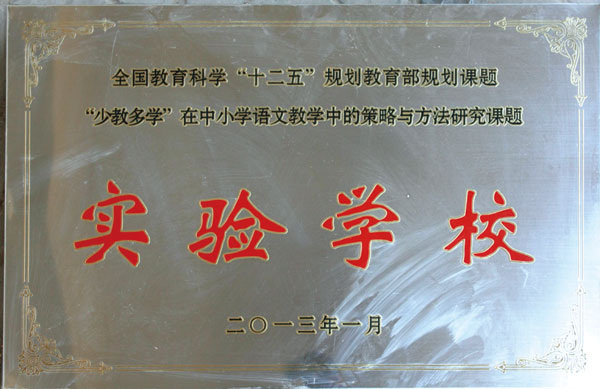 全国教育科学“十二五”规划教育部规划课题
“少教多学”在中小学语文教学中的策略与方法研究课题
实验学校
二〇一三年一月